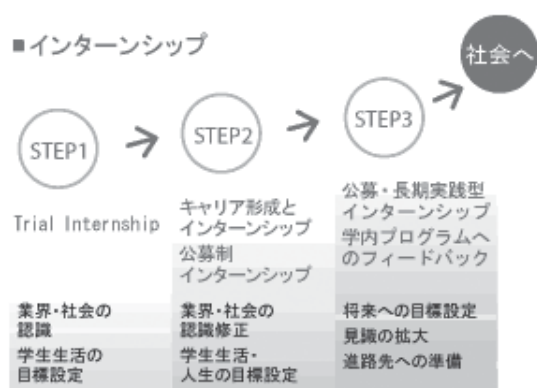 ■インターンシップ
社会へ
STEP1
STEP2
STEP3
Trial Internship
キャリア形成と
インターンシップ
公募制
インターンシップ
公募・長期実践型
インターンシップ
学内プログラムへ
のフィードバック
業界・社会の
認識
学生生活の
目標設定
業界・社会の
認識修正
学生生活・
人生の目標設定
将来への目標設定
見識の拡大
進路先への準備